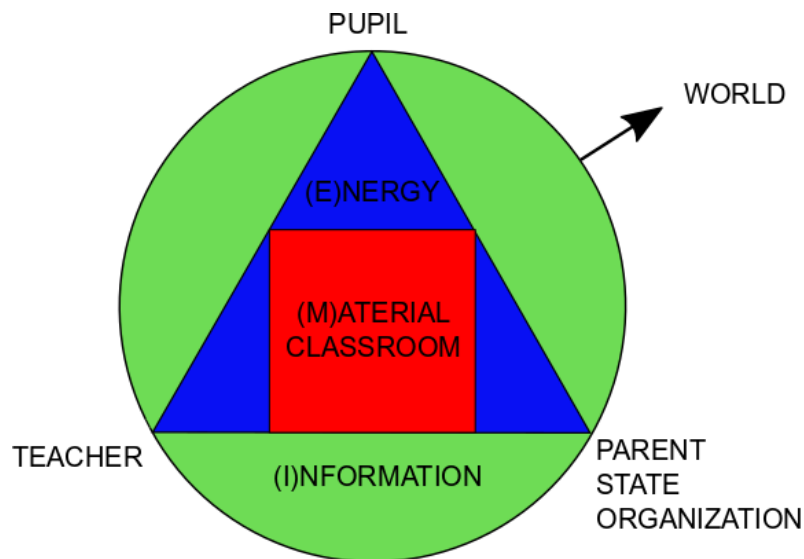 PUPIL
WORLD
(E)NERGY
(M)ATERIAL
CLASSROOM
TEACHER
(I)NFORMATION
PARENT
STATE
ORGANIZATION